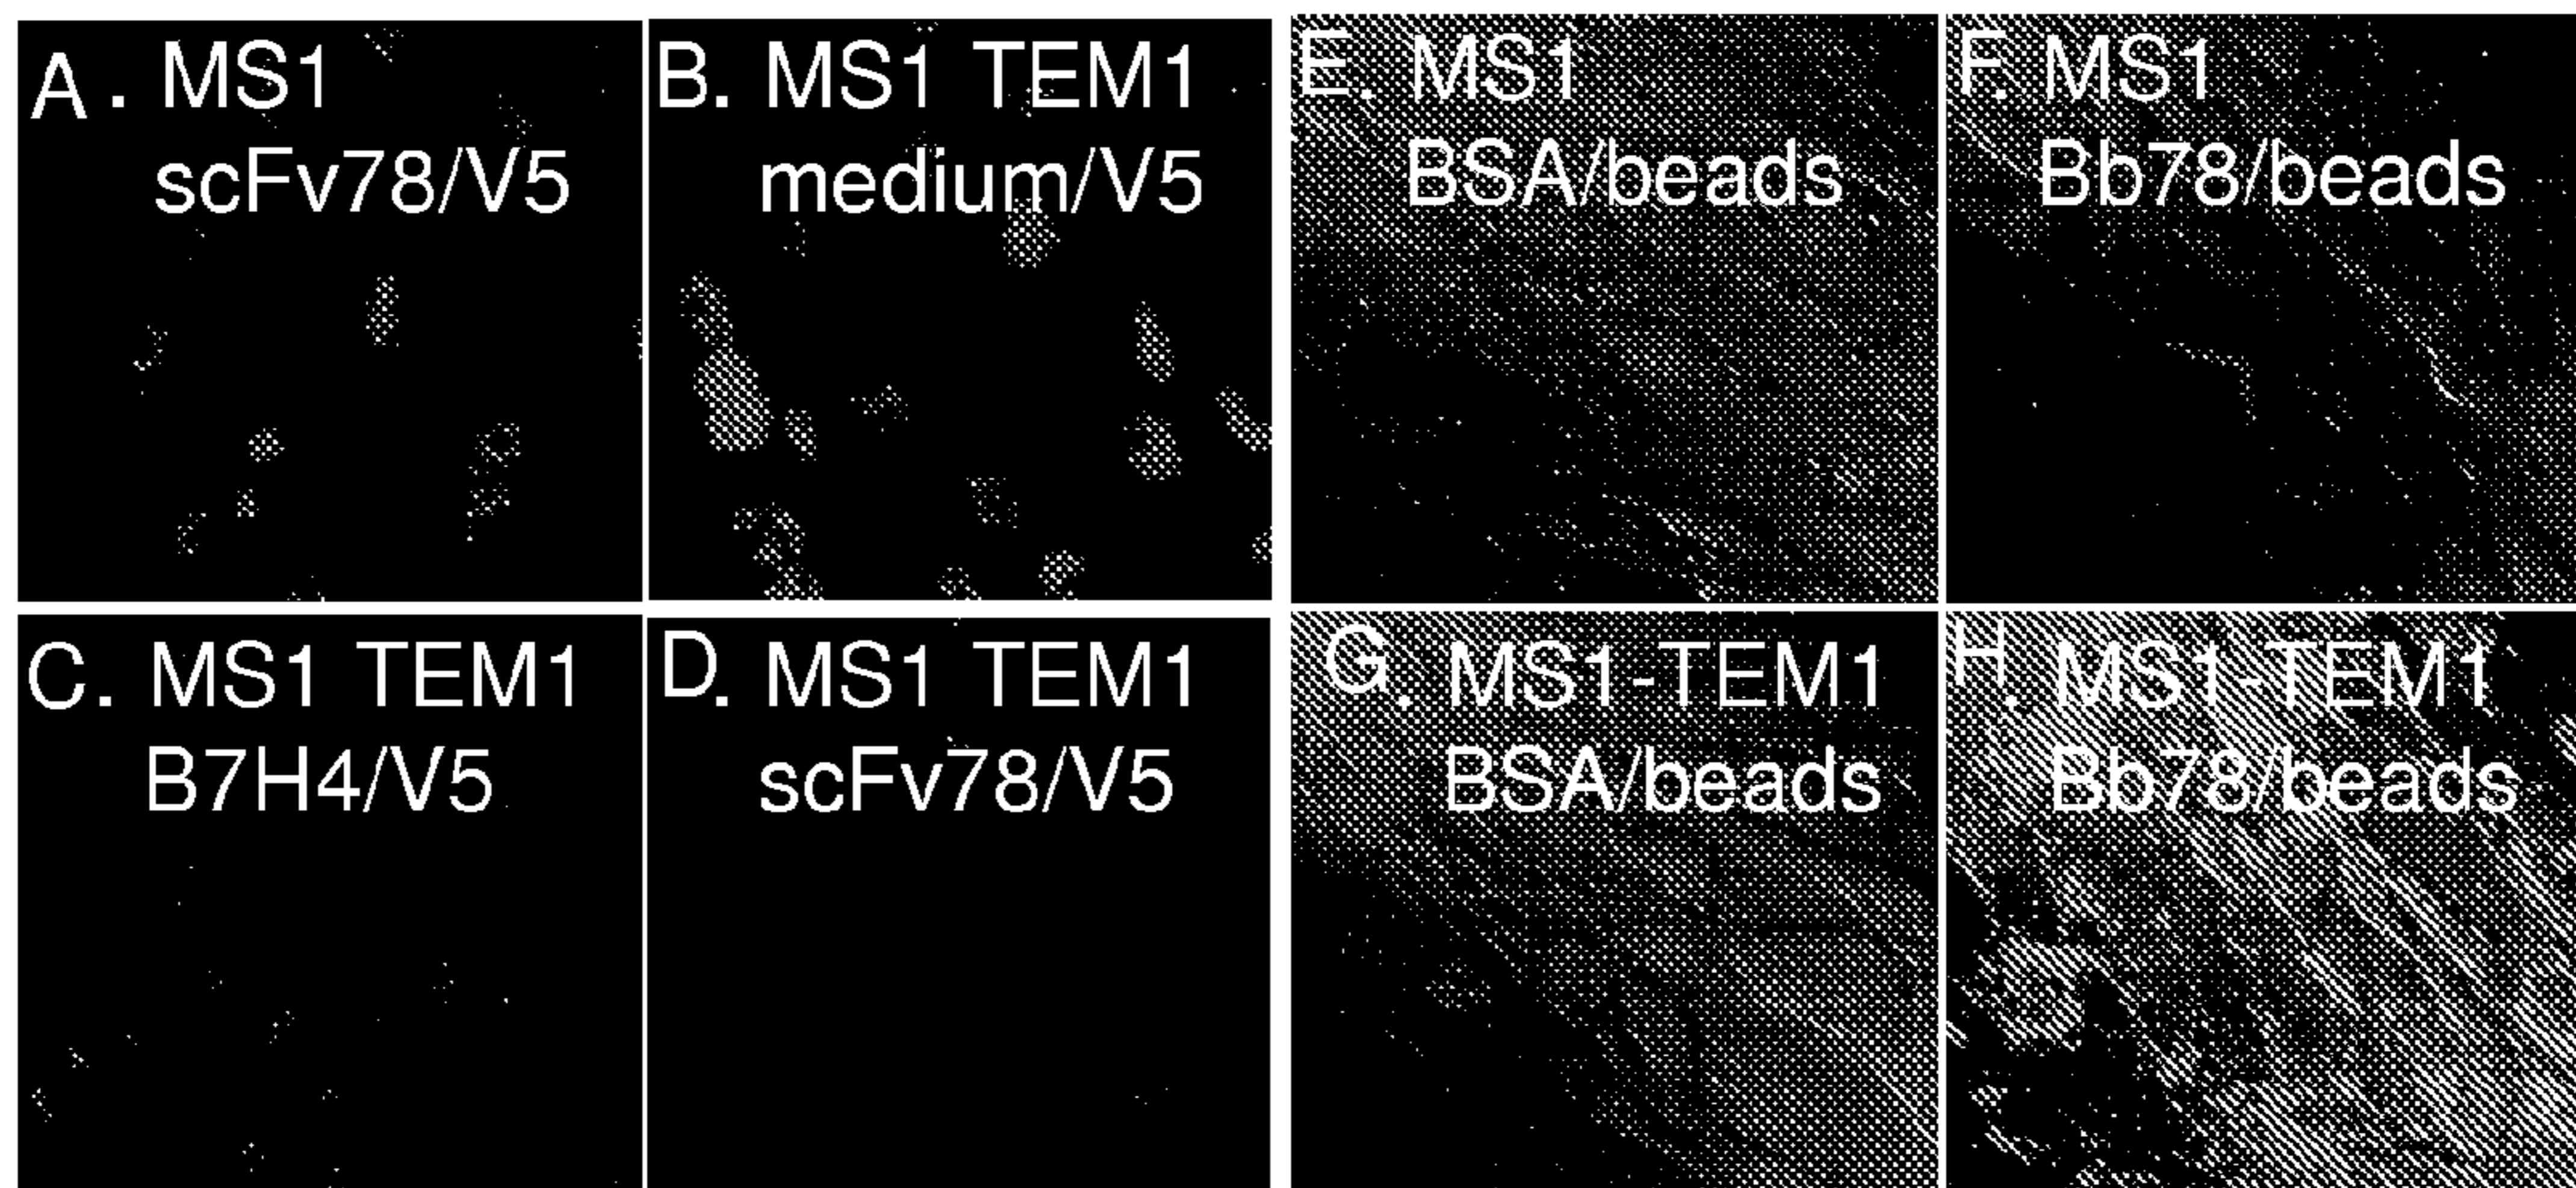 A. MS1
scFv78/V5
B. MS1 TEM1
medium/V5
E. MS1
BSA/beads
F. MS1
Bb78/beads
C. MS1 TEM1
B7H4/V5
D. MS1 TEM1
scFv78/V5
G. MS1-TEM1
BSA/beads
H. MS1-TEM1
Bb78/beads